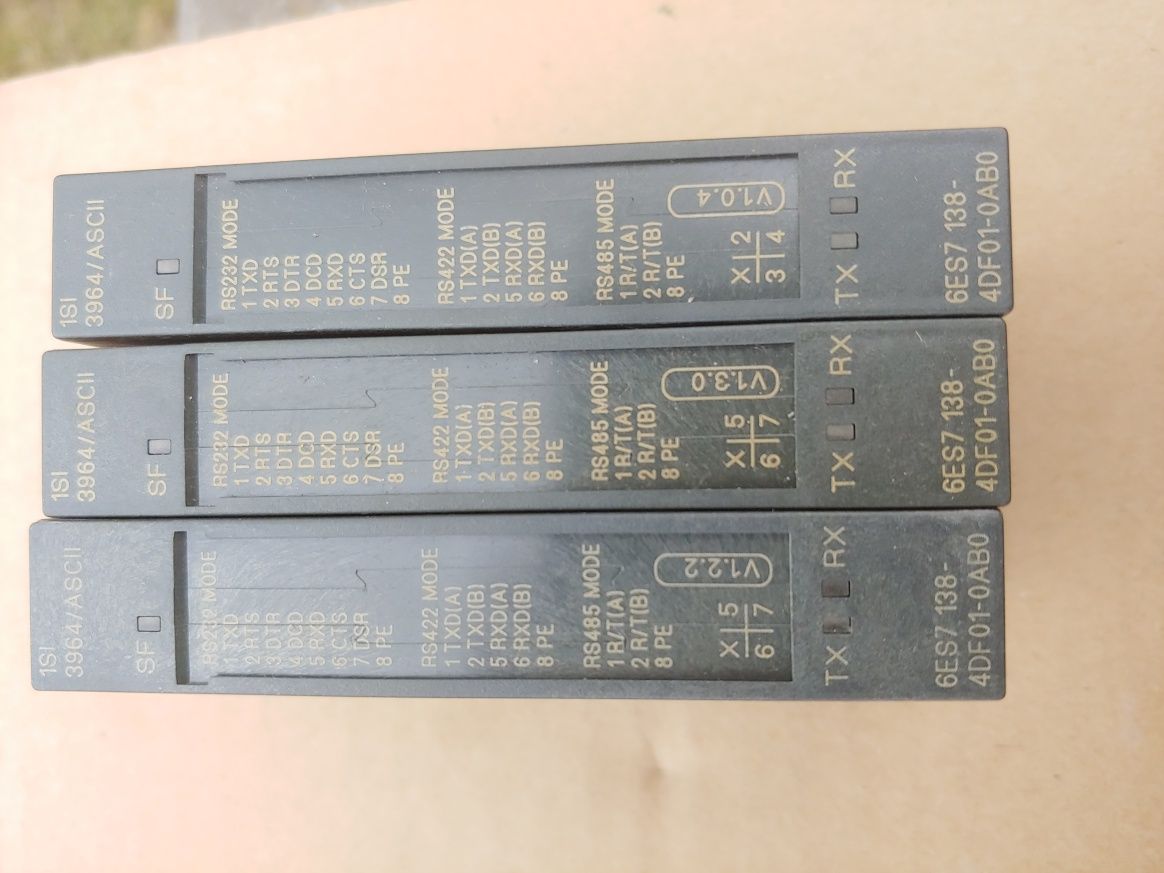 1SI
3964/ASCII
SF
RS232 MODE
1 TXD
2 RTS
3 DTR
4 DCD
5 RXD
6 CTS
7 DSR
8 PE
RS422 MODE
1 TXD(A)
2 TXD(B)
5 RXD(A)
6 RXD(B)
8 PE
RS485 MODE
1 R/T(A)
2 R/T(B)
8 PE
V1.0.4
X 2
3 4
TX RX
6ES7 138-
4DF01-0AB0
1SI
3964/ASCII
SF
RS232 MODE
1 TXD
2 RTS
3 DTR
4 DCD
5 RXD
6 CTS
7 DSR
8 PE
RS422 MODE
1 TXD(A)
2 TXD(B)
5 RXD(A)
6 RXD(B)
8 PE
RS485 MODE
1 R/T(A)
2 R/T(B)
8 PE
V1.3.0
X 5
6 7
TX RX
6ES7 138-
4DF01-0AB0
1SI
3964/ASCII
SF
RS232 MODE
1 TXD
2 RTS
3 DTR
4 DCD
5 RXD
6 CTS
7 DSR
8 PE
RS422 MODE
1 TXD(A)
2 TXD(B)
5 RXD(A)
6 RXD(B)
8 PE
RS485 MODE
1 R/T(A)
2 R/T(B)
8 PE
V1.2.2
X 5
6 7
TX RX
6ES7 138-
4DF01-0AB0